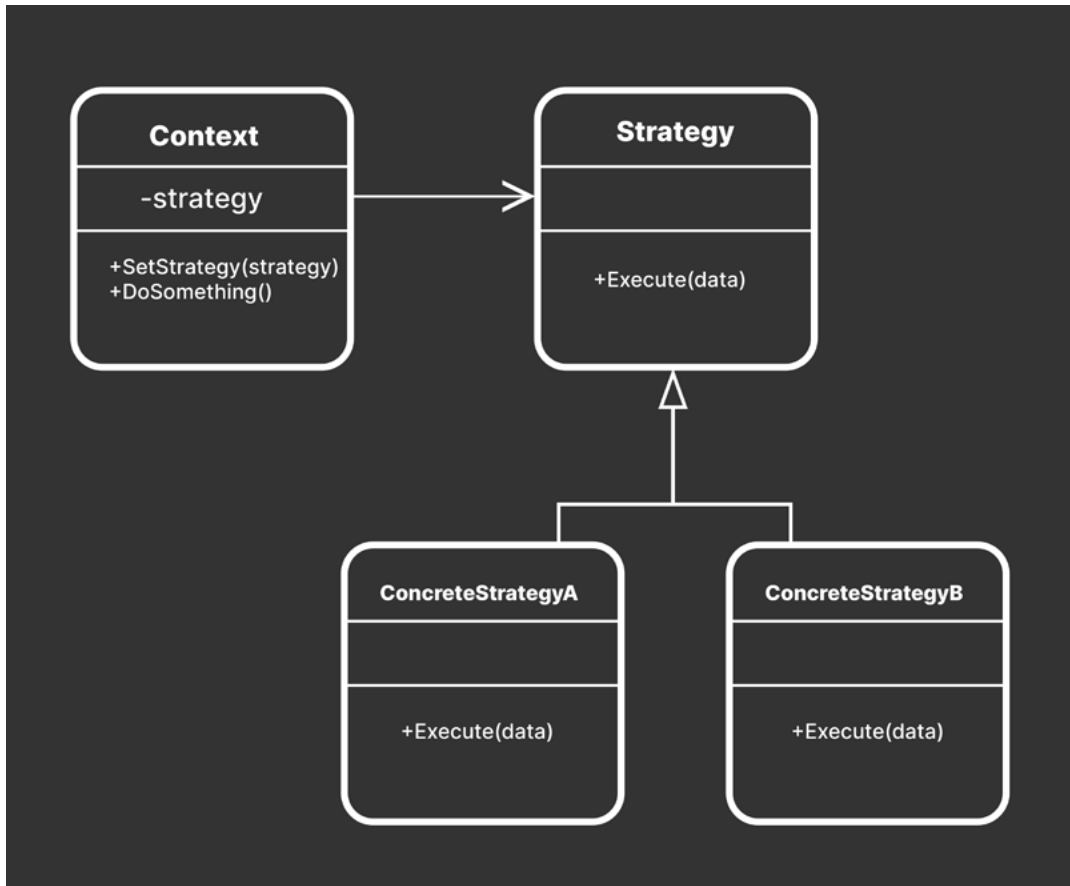 Context
-strategy
+SetStrategy(strategy)
+DoSomething()
Strategy
+Execute(data)
ConcreteStrategyA
+Execute(data)
ConcreteStrategyB
+Execute(data)